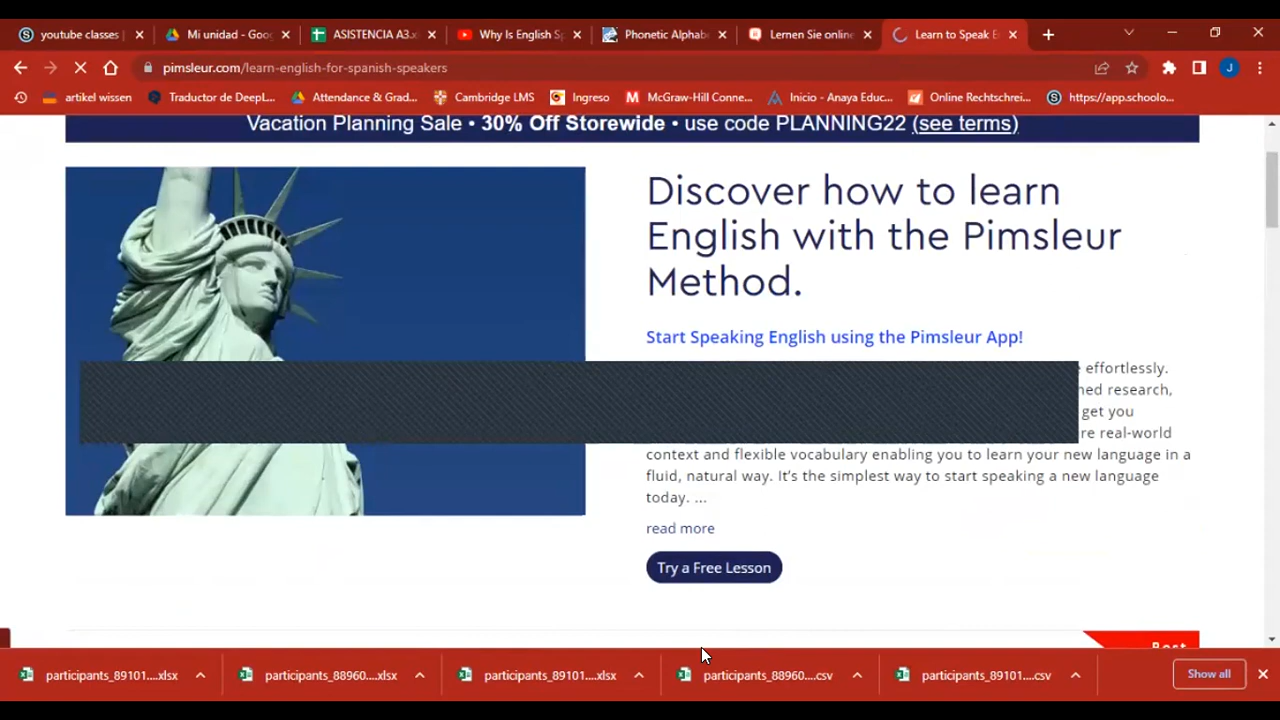 youtube classes |
Mi unidad - Goo
ASISTENCIA A3.x
Why Is English S
Phonetic Alphab
Lernen Sie online
Learn to Speak E
pimsleur.com/learn-english-for-spanish-speakers
J
artikel wissen
Traductor de DeepL...
Attendance & Grad...
Cambridge LMS
Ingreso
McGraw-Hill Conne...
Inicio - Anaya Educ...
Online Rechtschrei...
https://app.schoolo...
Vacation Planning Sale • 30% Off Storewide • use code PLANNING22 (see terms)
Discover how to learn
English with the Pimsleur
Method.
Start Speaking English using the Pimsleur App!
effortlessly.
research,
get you
real-world
context and flexible vocabulary enabling you to learn your new language in a
fluid, natural way. It's the simplest way to start speaking a new language
today. ...
read more
Try a Free Lesson
participants_89101....xlsx
participants_88960....xlsx
participants_89101....xlsx
participants_88960....csv
participants_89101....csv
Show all